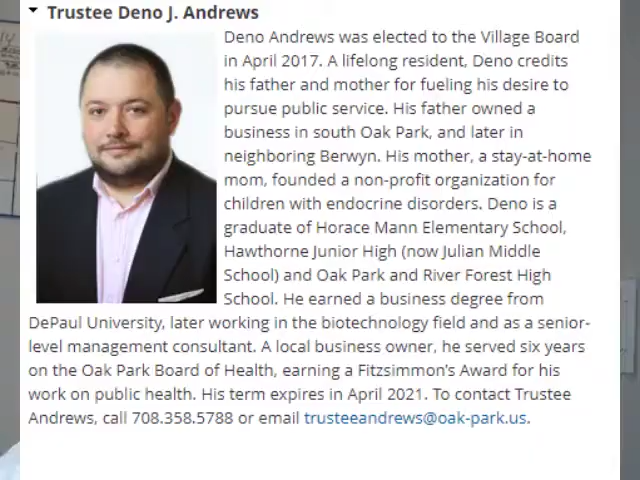 Trustee Deno J. Andrews
Deno Andrews was elected to the Village Board
in April 2017. A lifelong resident, Deno credits
his father and mother for fueling his desire to
pursue public service. His father owned a
business in south Oak Park, and later in
neighboring Berwyn. His mother, a stay-at-home
mom, founded a non-profit organization for
children with endocrine disorders. Deno is a
graduate of Horace Mann Elementary School,
Hawthorne Junior High (now Julian Middle
School) and Oak Park and River Forest High
School. He earned a business degree from
DePaul University, later working in the biotechnology field and as a senior-
level management consultant. A local business owner, he served six years
on the Oak Park Board of Health, earning a Fitzsimmon's Award for his
work on public health. His term expires in April 2021. To contact Trustee
Andrews, call 708.358.5788 or email trusteeandrews@oak-park.us.